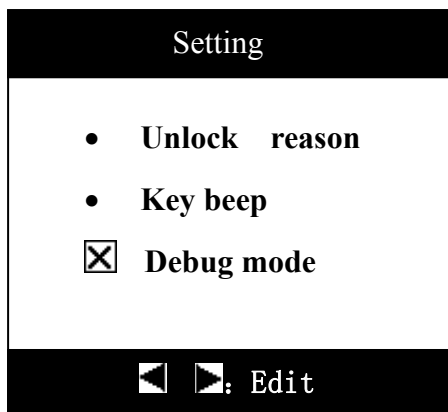 Setting
• Unlock reason
• Key beep
☒ Debug mode
◀ ▶: Edit